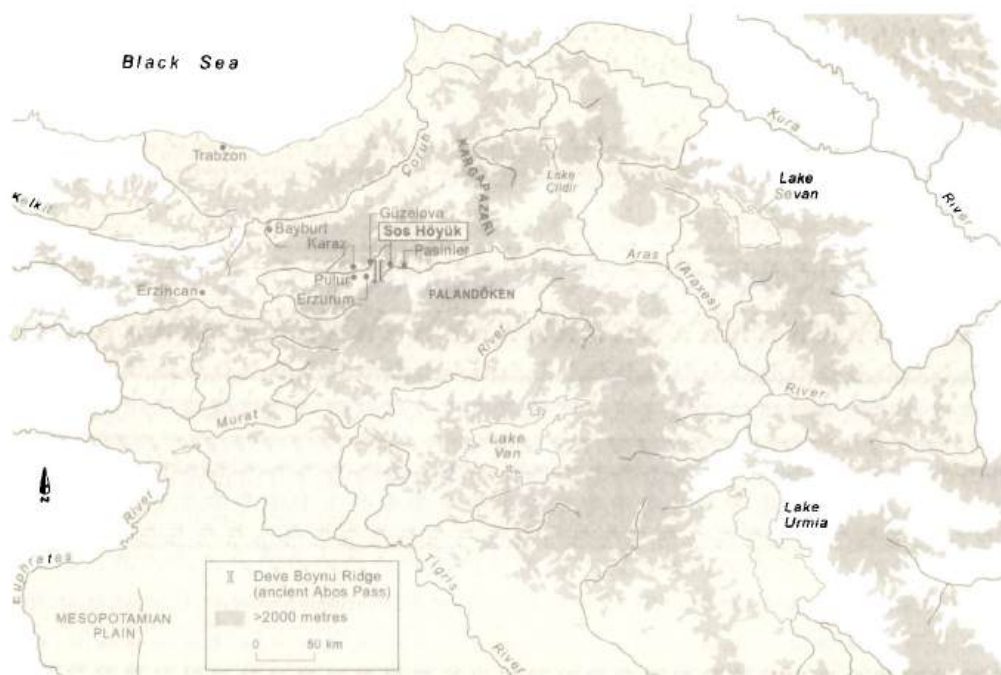 Black Sea
Kura
Trabzon
Çoruh
KARGAPAZARI
Lake
Çildir
Lake
Sevan
Kelkit
River
Güzelova
Bayburt
Sos Höyük
Karaz
Pasinler
Aras
(Araxes)
Pulur
Erzincan
Erzurum
PALANDÖKEN
River
River
Murat
Lake
Van
Lake
Urmia
N
River
Euphrates
Tigris
River
Deve Boynu Ridge
(ancient Abos Pass)
>2000 metres
0 50 km
MESOPOTAMIAN
PLAIN